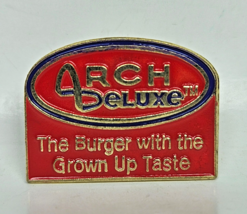 ARCH
DELUXE™
The Burger with the
Grown Up Taste